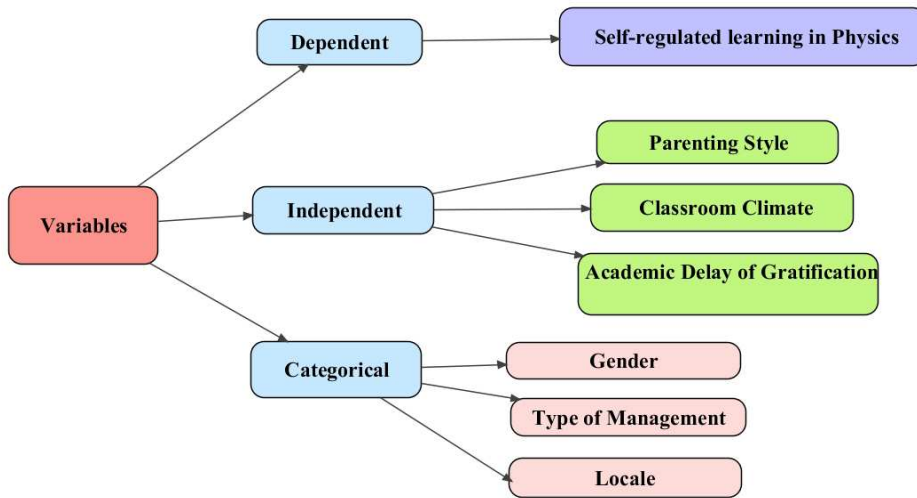 Dependent
Self-regulated learning in Physics
Variables
Independent
Parenting Style
Classroom Climate
Academic Delay of Gratification
Categorical
Gender
Type of Management
Locale